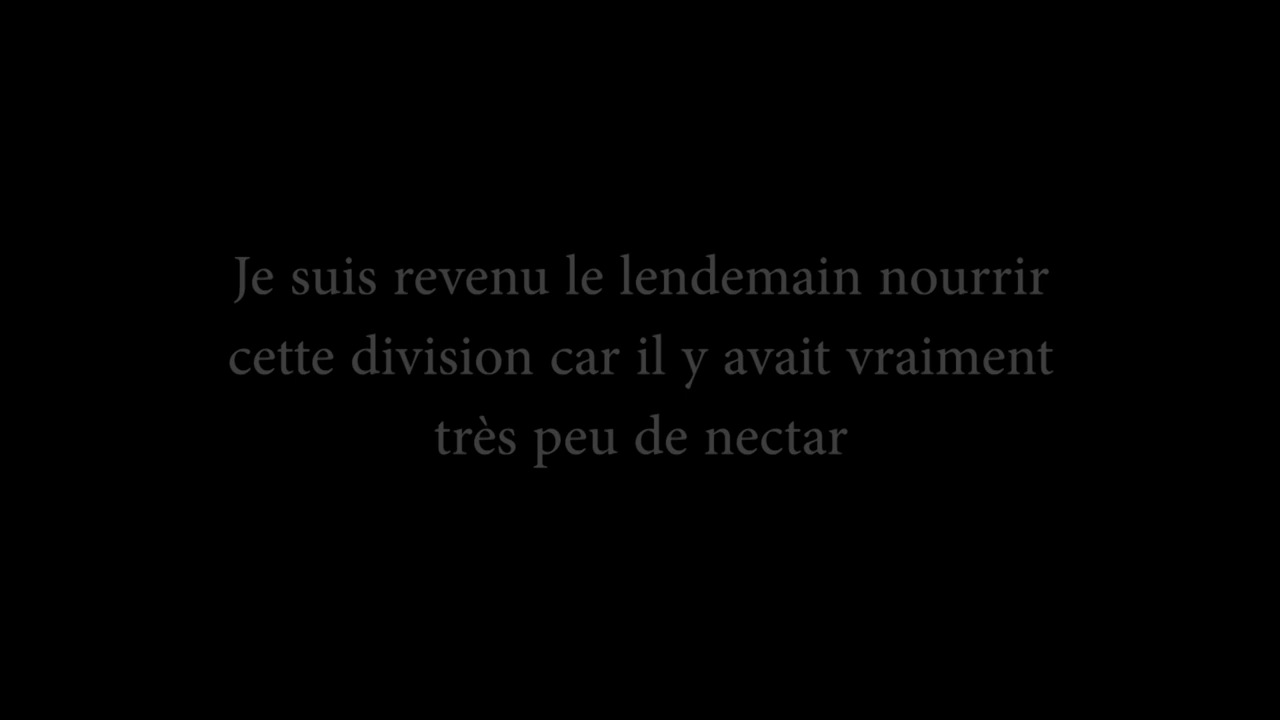 Je suis revenu le lendemain nourrir
cette division car il y avait vraiment
très peu de nectar